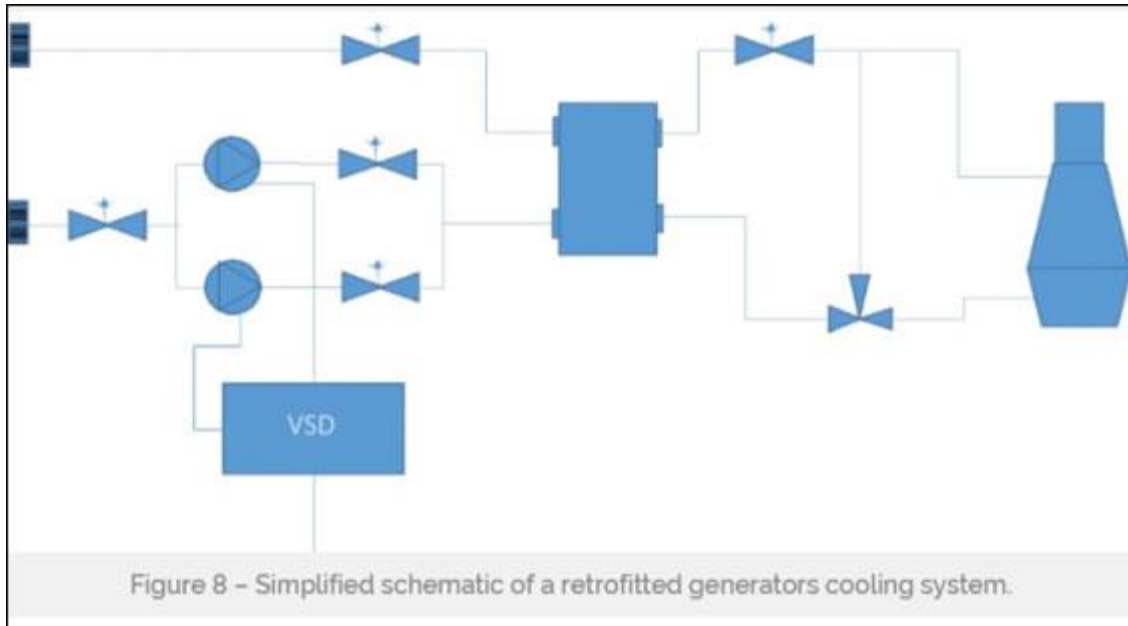 VSD
Figure 8 – Simplified schematic of a retrofitted generators cooling system.